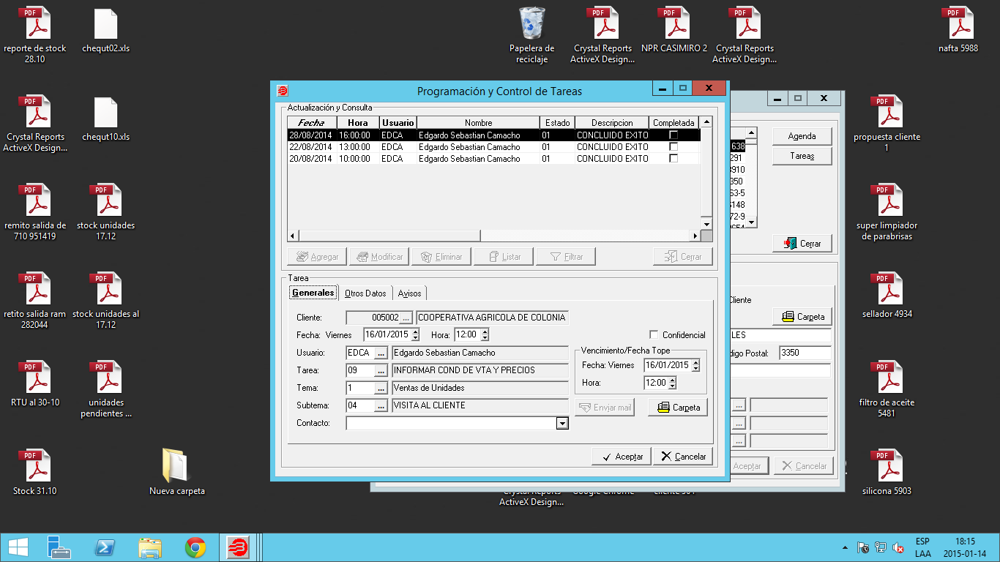 reporte de stock
28.10
chequt02.xls
Papelera de
reciclaje
Crystal Reports
ActiveX Design...
NPR CASIMIRO 2
Crystal Reports
ActiveX Design...
nafta 5988
Crystal Reports
ActiveX Design...
chequt10.xls
propuesta cliente
1
remito salida de
710 951419
stock unidades
17.12
super limpiador
de parabrisas
retito salida ram
282044
stock unidades al
17.12
sellador 4934
RTU al 30-10
unidades
pendientes ...
filtro de aceite
5481
Stock 31.10
Nueva carpeta
silicona 5903
Programación y Control de Tareas
Actualización y Consulta
Fecha Hora Usuario Nombre Estado Descripcion Completada
28/08/2014 16:00:00 EDCA Edgardo Sebastian Camacho 01 CONCLUIDO EXITO
22/08/2014 13:00:00 EDCA Edgardo Sebastian Camacho 01 CONCLUIDO EXITO
20/08/2014 10:00:00 EDCA Edgardo Sebastian Camacho 01 CONCLUIDO EXITO
Agregar Modificar Eliminar Listar Filtrar Cerrar
Tarea
Generales Otros Datos Avisos
Cliente: 005002 ... COOPERATIVA AGRICOLA DE COLONIA
Fecha: Viernes 16/01/2015 Hora: 12:00 Confidencial
Usuario: EDCA ... Edgardo Sebastian Camacho
Tarea: 09 ... INFORMAR COND DE VTA Y PRECIOS
Tema: 1 ... Ventas de Unidades
Subtema: 04 ... VISITA AL CLIENTE
Contacto:
Vencimiento/Fecha Tope
Fecha: Viernes 16/01/2015
Hora: 12:00
Enviar mail Carpeta
Aceptar Cancelar
638
291
3910
350
63-5
6148
72-9
Agenda
Tareas
Cerrar
Cliente
Carpeta
LES
digo Postal: 3350
...
...
...
Aceptar Cancelar
Crystal Reports
ActiveX Design...
Google Chrome
cliente 501
ESP
LAA
18:15
2015-01-14